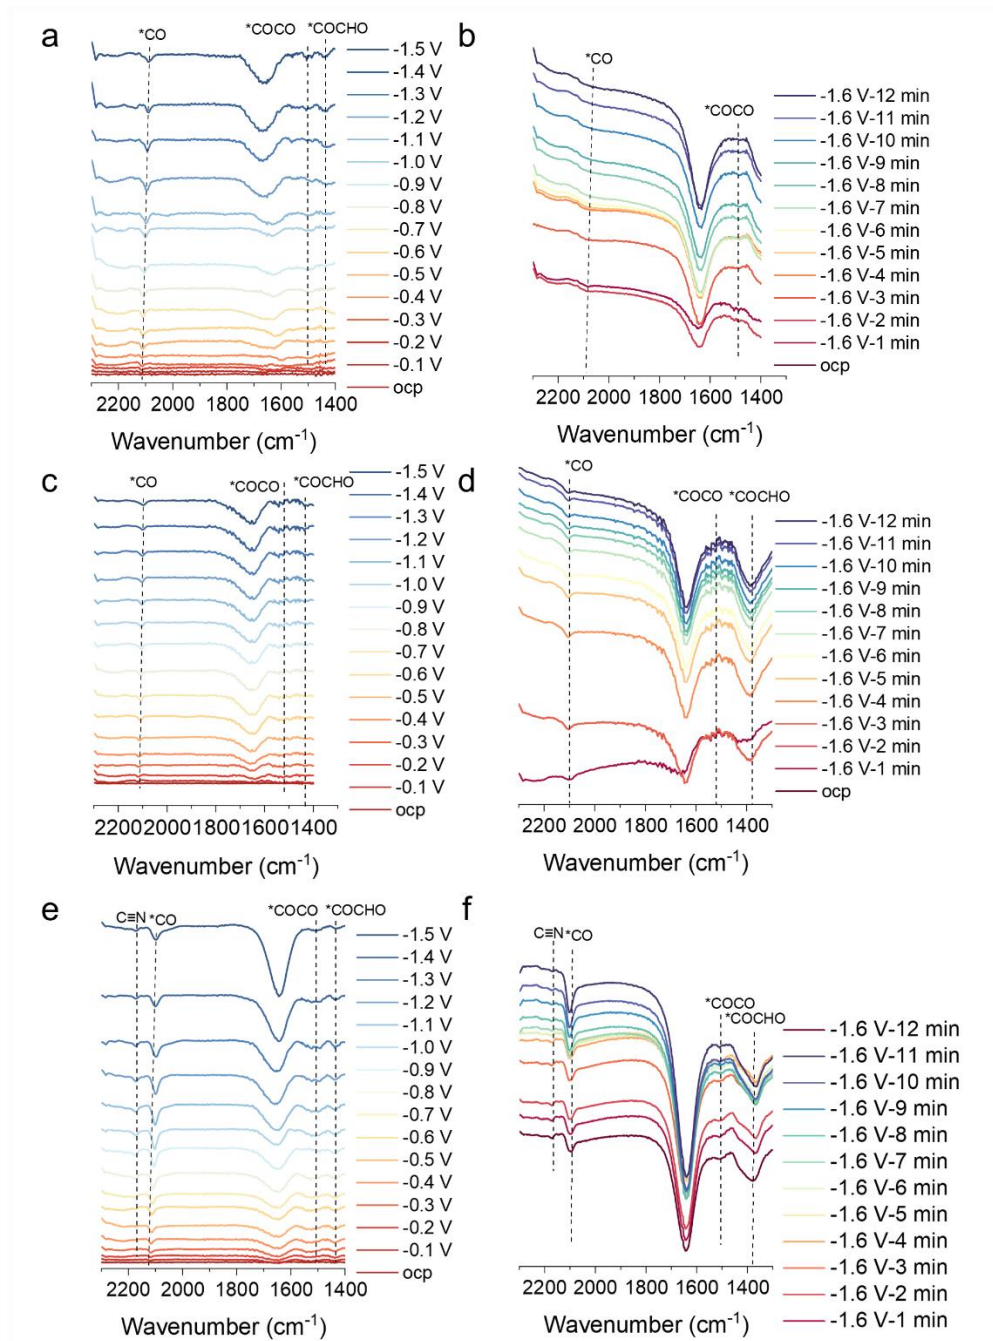 a
*CO
*COCO
*COCHO
-1.5 V
-1.4 V
-1.3 V
-1.2 V
-1.1 V
-1.0 V
-0.9 V
-0.8 V
-0.7 V
-0.6 V
-0.5 V
-0.4 V
-0.3 V
-0.2 V
-0.1 V
ocp
2200 2000 1800 1600 1400
Wavenumber (cm⁻¹)
b
*CO
*COCO
-1.6 V-12 min
-1.6 V-11 min
-1.6 V-10 min
-1.6 V-9 min
-1.6 V-8 min
-1.6 V-7 min
-1.6 V-6 min
-1.6 V-5 min
-1.6 V-4 min
-1.6 V-3 min
-1.6 V-2 min
-1.6 V-1 min
ocp
2200 2000 1800 1600 1400
Wavenumber (cm⁻¹)
c
*CO
*COCO
*COCHO
-1.5 V
-1.4 V
-1.3 V
-1.2 V
-1.1 V
-1.0 V
-0.9 V
-0.8 V
-0.7 V
-0.6 V
-0.5 V
-0.4 V
-0.3 V
-0.2 V
-0.1 V
ocp
2200 2000 1800 1600 1400
Wavenumber (cm⁻¹)
d
*CO
*COCO
*COCHO
-1.6 V-12 min
-1.6 V-11 min
-1.6 V-10 min
-1.6 V-9 min
-1.6 V-8 min
-1.6 V-7 min
-1.6 V-6 min
-1.6 V-5 min
-1.6 V-4 min
-1.6 V-3 min
-1.6 V-2 min
-1.6 V-1 min
ocp
2200 2000 1800 1600 1400
Wavenumber (cm⁻¹)
e
C≡N
*CO
*COCO
*COCHO
-1.5 V
-1.4 V
-1.3 V
-1.2 V
-1.1 V
-1.0 V
-0.9 V
-0.8 V
-0.7 V
-0.6 V
-0.5 V
-0.4 V
-0.3 V
-0.2 V
-0.1 V
ocp
2200 2000 1800 1600 1400
Wavenumber (cm⁻¹)
f
C≡N
*CO
*COCO
*COCHO
-1.6 V-12 min
-1.6 V-11 min
-1.6 V-10 min
-1.6 V-9 min
-1.6 V-8 min
-1.6 V-7 min
-1.6 V-6 min
-1.6 V-5 min
-1.6 V-4 min
-1.6 V-3 min
-1.6 V-2 min
-1.6 V-1 min
2200 2000 1800 1600 1400
Wavenumber (cm⁻¹)